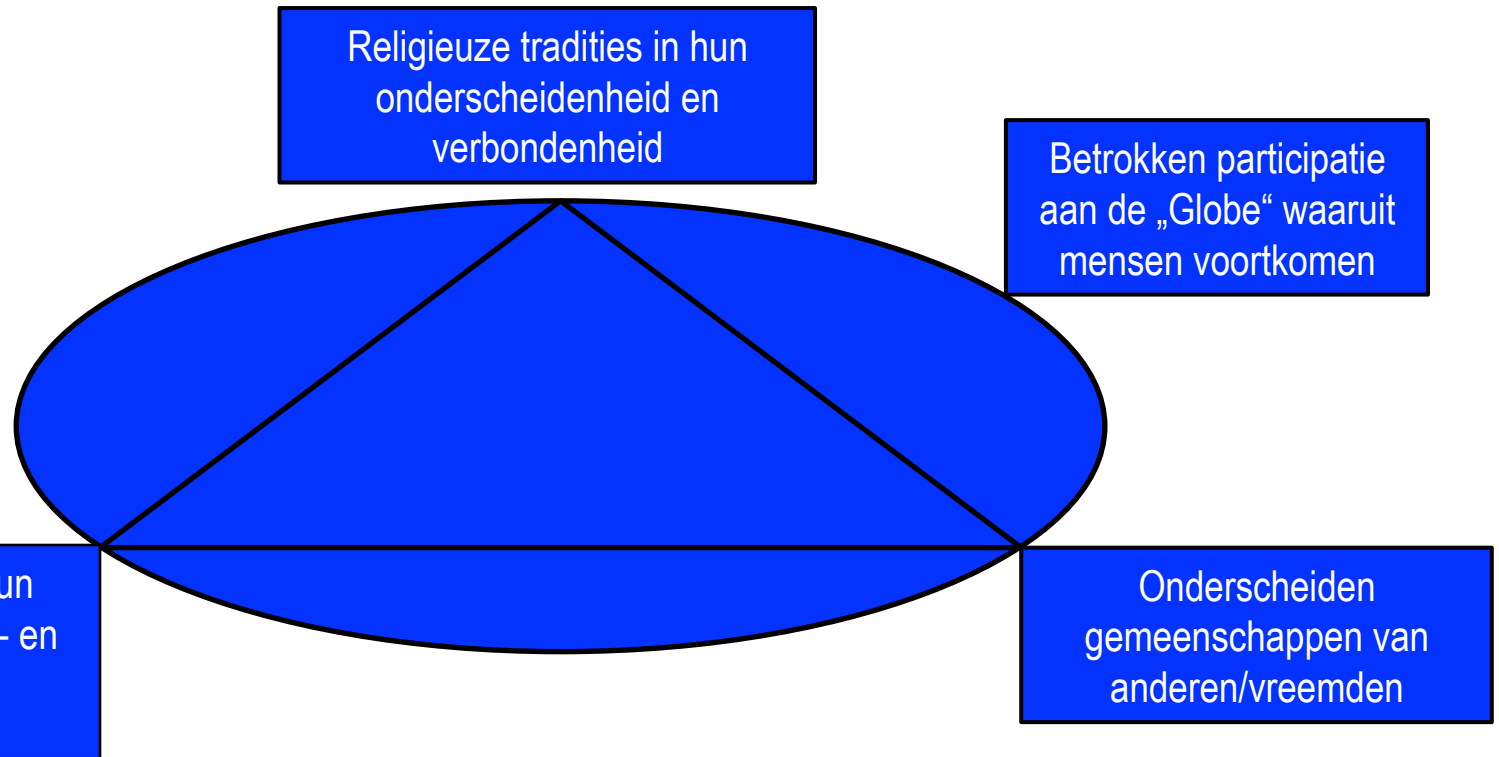 Religieuze tradities in hun
onderscheidenheid en
verbondenheid
Betrokken participatie
aan de „Globe“ waaruit
mensen voortkomen
- en
Onderscheiden
gemeenschappen van
anderen/vreemden